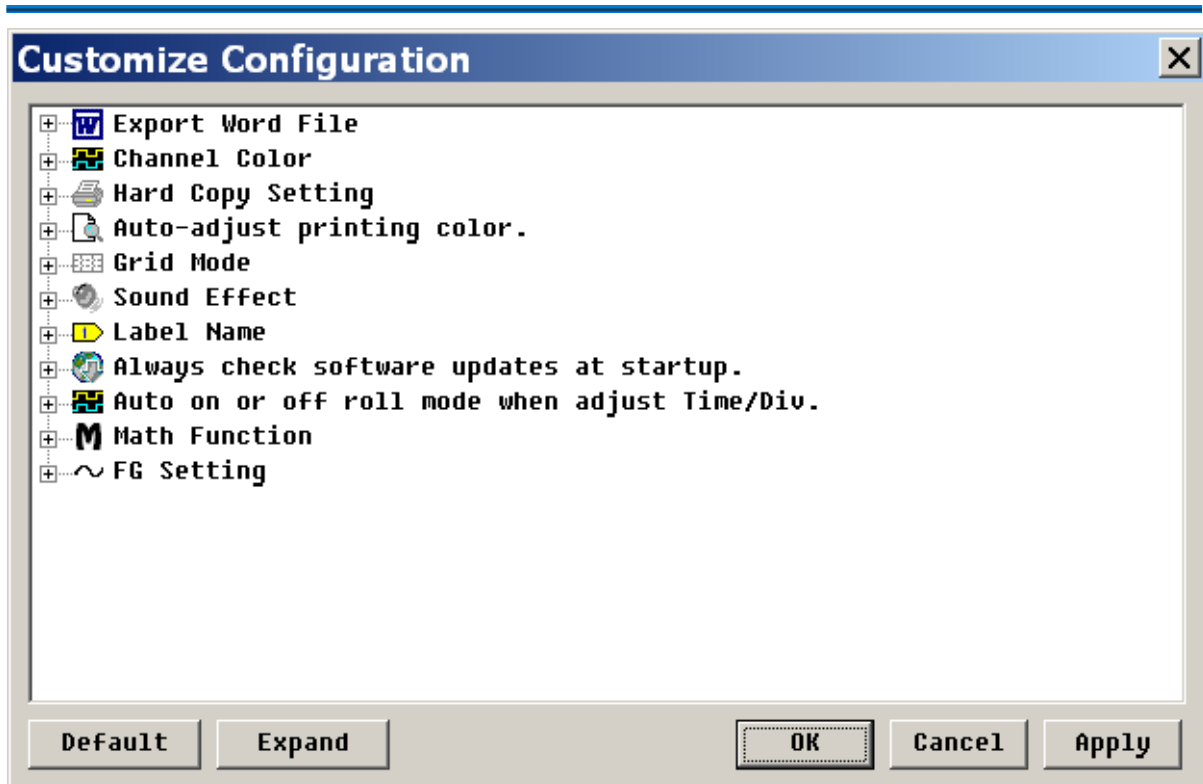 Customize Configuration
Export Word File
Channel Color
Hard Copy Setting
Auto-adjust printing color.
Grid Mode
Sound Effect
Label Name
Always check software updates at startup.
Auto on or off roll mode when adjust Time/Div.
Math Function
FG Setting
Default Expand OK Cancel Apply